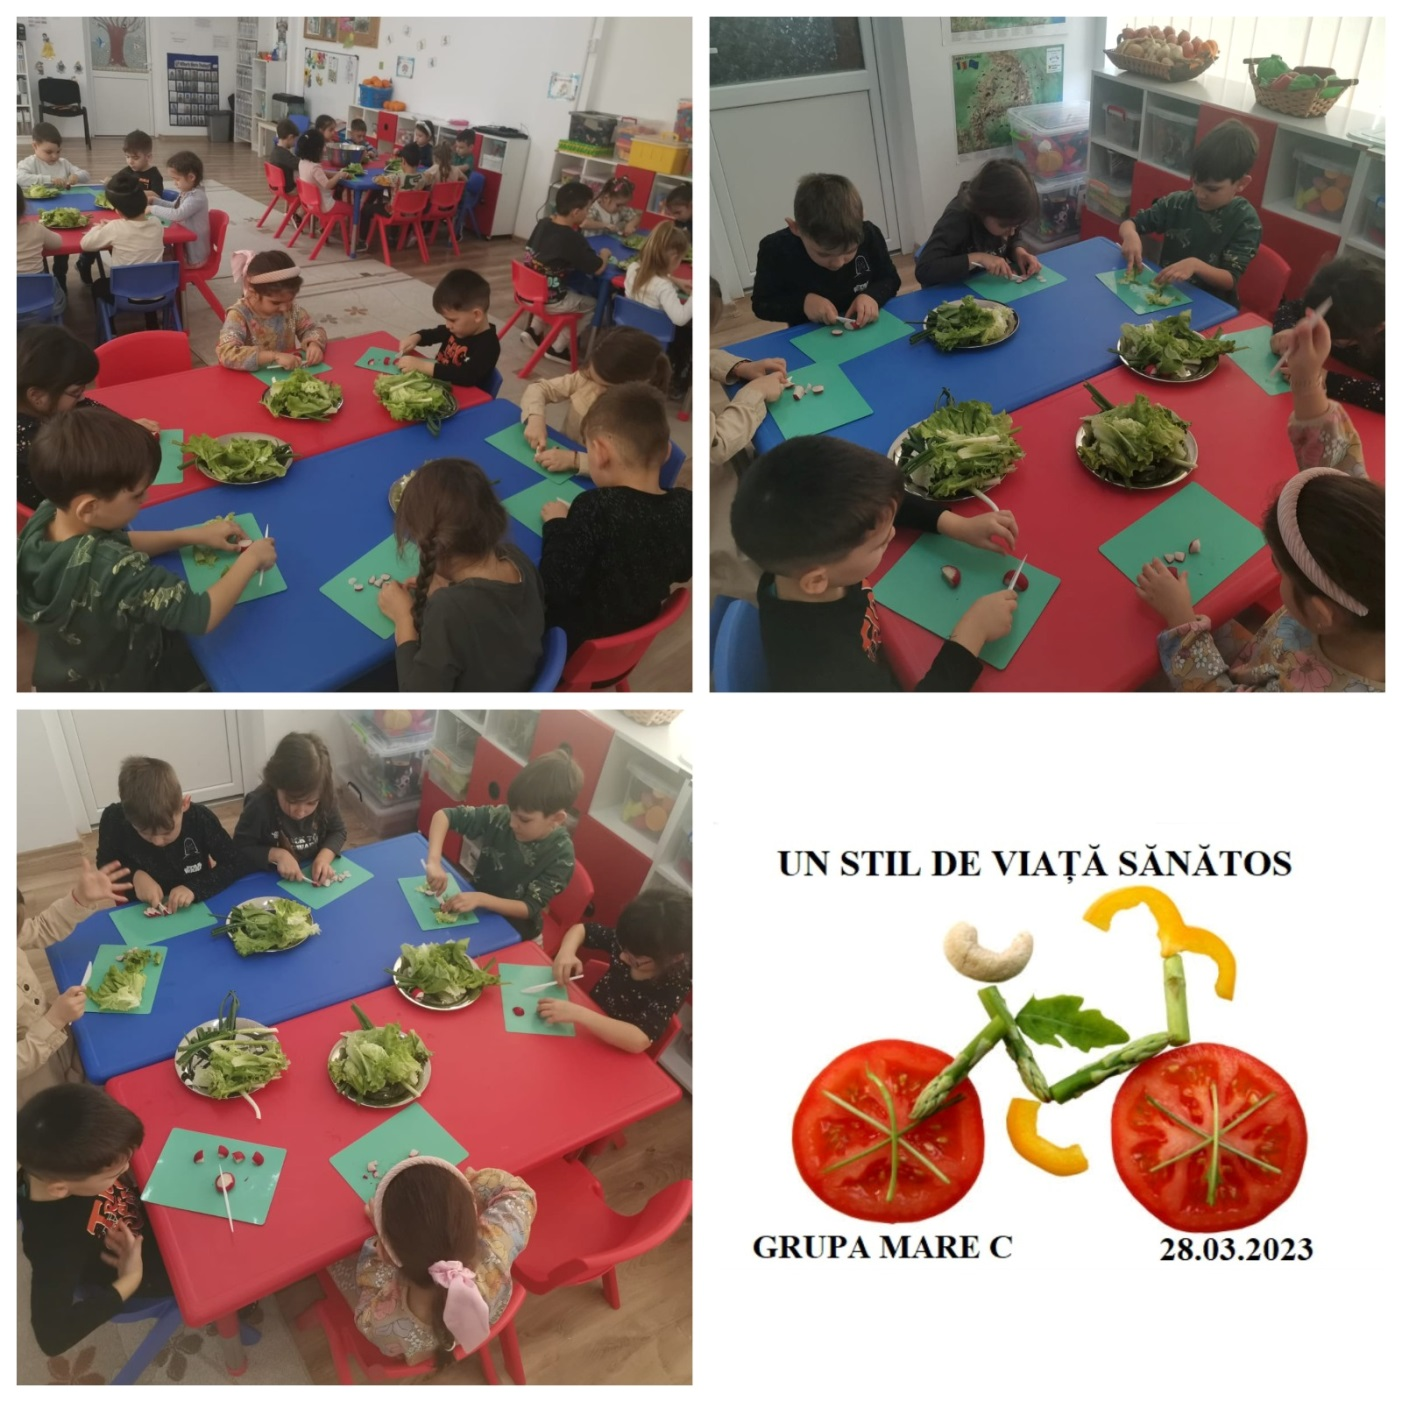 UN STIL DE VIAȚĂ SĂNĂTOS
GRUPA MARE C
28.03.2023